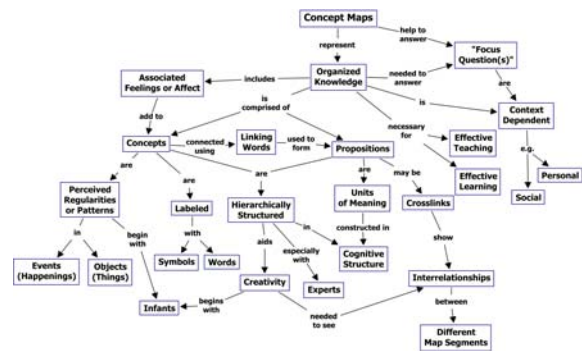 Concept Maps
help to
answer
represent
"Focus
Question(s)"
Associated
Feelings or Affect
includes
Organized
Knowledge
needed to
answer
are
is
comprised of
is
Context
Dependent
add to
necessary
for
Concepts
connected
using
Linking
Words
used to
form
Propositions
Effective
Teaching
e.g.
Personal
are
are
are
are
may be
Effective
Learning
Social
Perceived
Regularities
or Patterns
Labeled
Hierarchically
Structured
Units
of Meaning
Crosslinks
in
begin
with
with
aids
in
constructed in
show
especially
with
Events
(Happenings)
Objects
(Things)
Symbols
Words
Cognitive
Structure
Creativity
Experts
Interrelationships
Infants
begins
with
needed
to see
between
Different
Map Segments